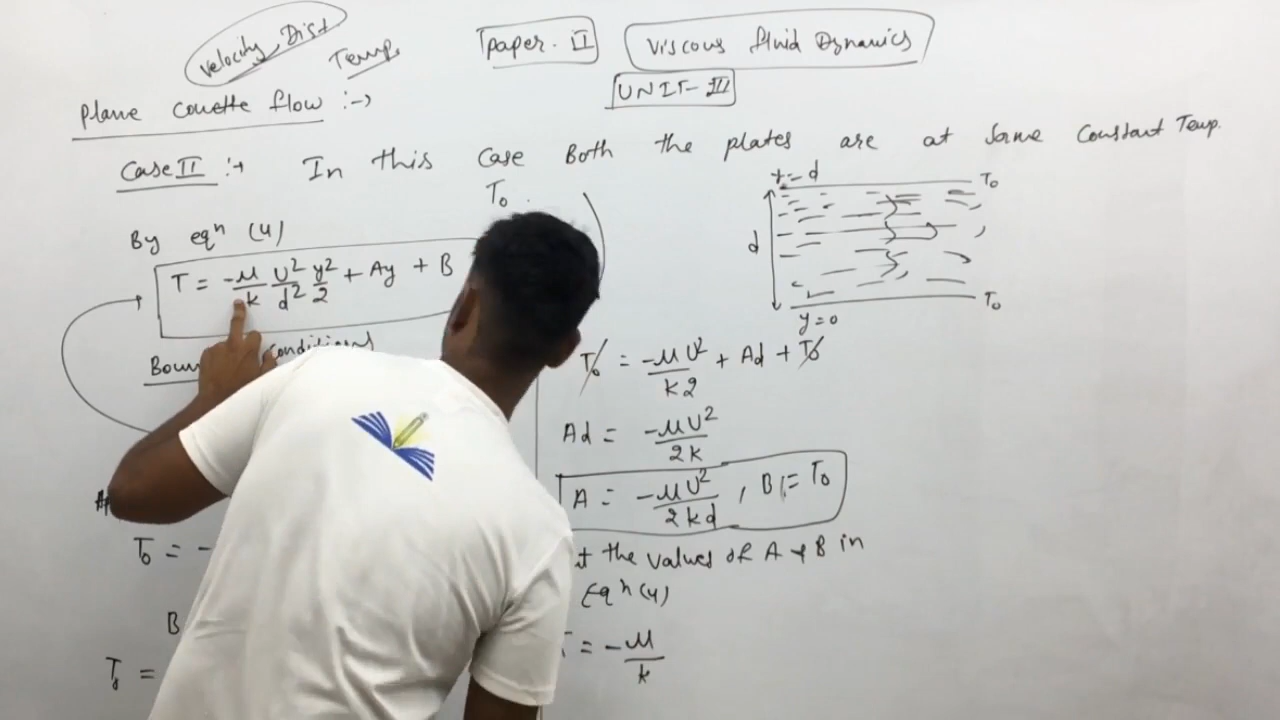 Velocity Dist
Temp.
Paper. II
Viscous fluid Dynamics
UNIT-III
Plane couette flow :→
Case II :→ In this Case Both the plates are at same Constant Temp.
T₀.
By eqⁿ (4)
T = -μ/k U²/d² y²/2 + Ay + B
conditions
T₀ = -
B
T₀ =
d
T₀
d
T₀
y=0
T₀ = -μU²/k2 + Ad + T₀
Ad = -μU²/2k
A = -μU²/2kd , B = T₀
the values of A & B in
Eqⁿ (4)
= -μ/k